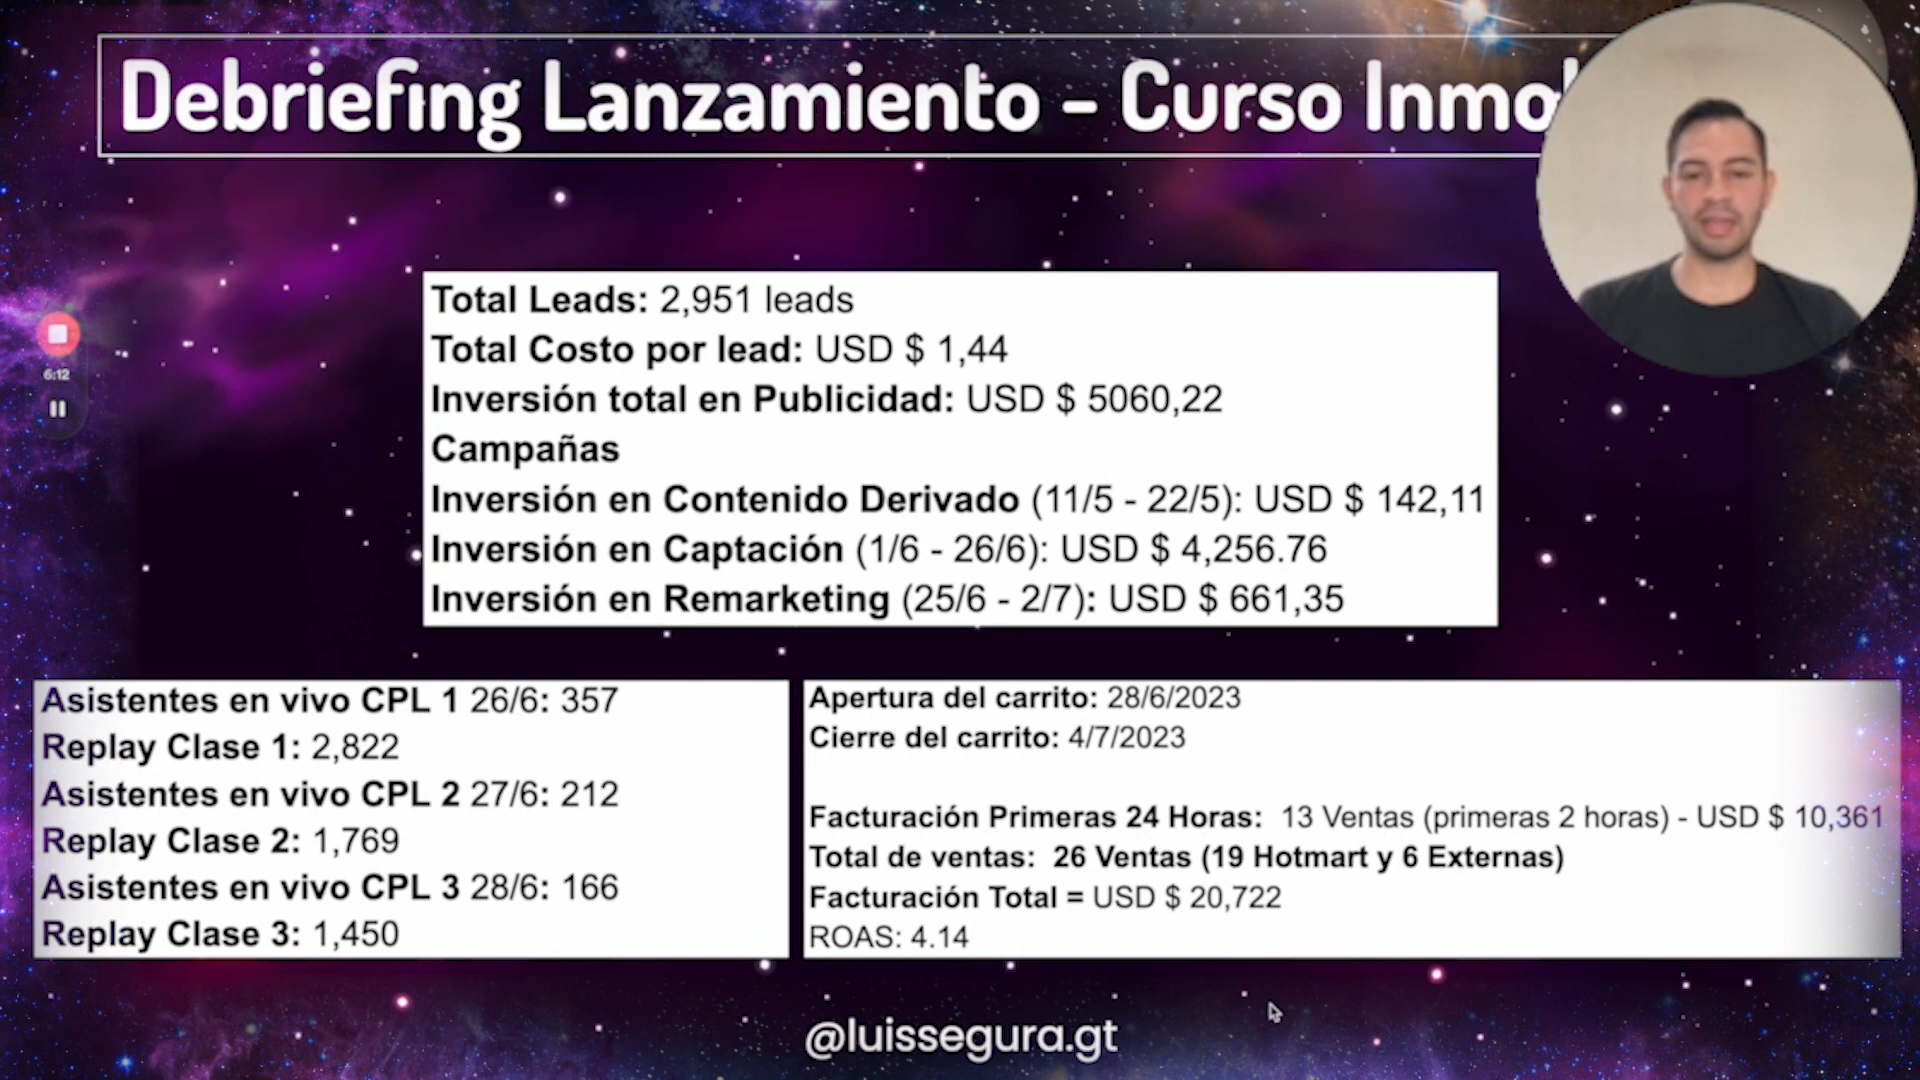 Debriefing Lanzamiento - Curso Inmo
6:12
Total Leads: 2,951 leads
Total Costo por lead: USD $ 1,44
Inversión total en Publicidad: USD $ 5060,22
Campañas
Inversión en Contenido Derivado (11/5 - 22/5): USD $ 142,11
Inversión en Captación (1/6 - 26/6): USD $ 4,256.76
Inversión en Remarketing (25/6 - 2/7): USD $ 661,35
Asistentes en vivo CPL 1 26/6: 357
Replay Clase 1: 2,822
Asistentes en vivo CPL 2 27/6: 212
Replay Clase 2: 1,769
Asistentes en vivo CPL 3 28/6: 166
Replay Clase 3: 1,450
Apertura del carrito: 28/6/2023
Cierre del carrito: 4/7/2023
Facturación Primeras 24 Horas: 13 Ventas (primeras 2 horas) - USD $ 10,361
Total de ventas: 26 Ventas (19 Hotmart y 6 Externas)
Facturación Total = USD $ 20,722
ROAS: 4.14
@luissegura.gt